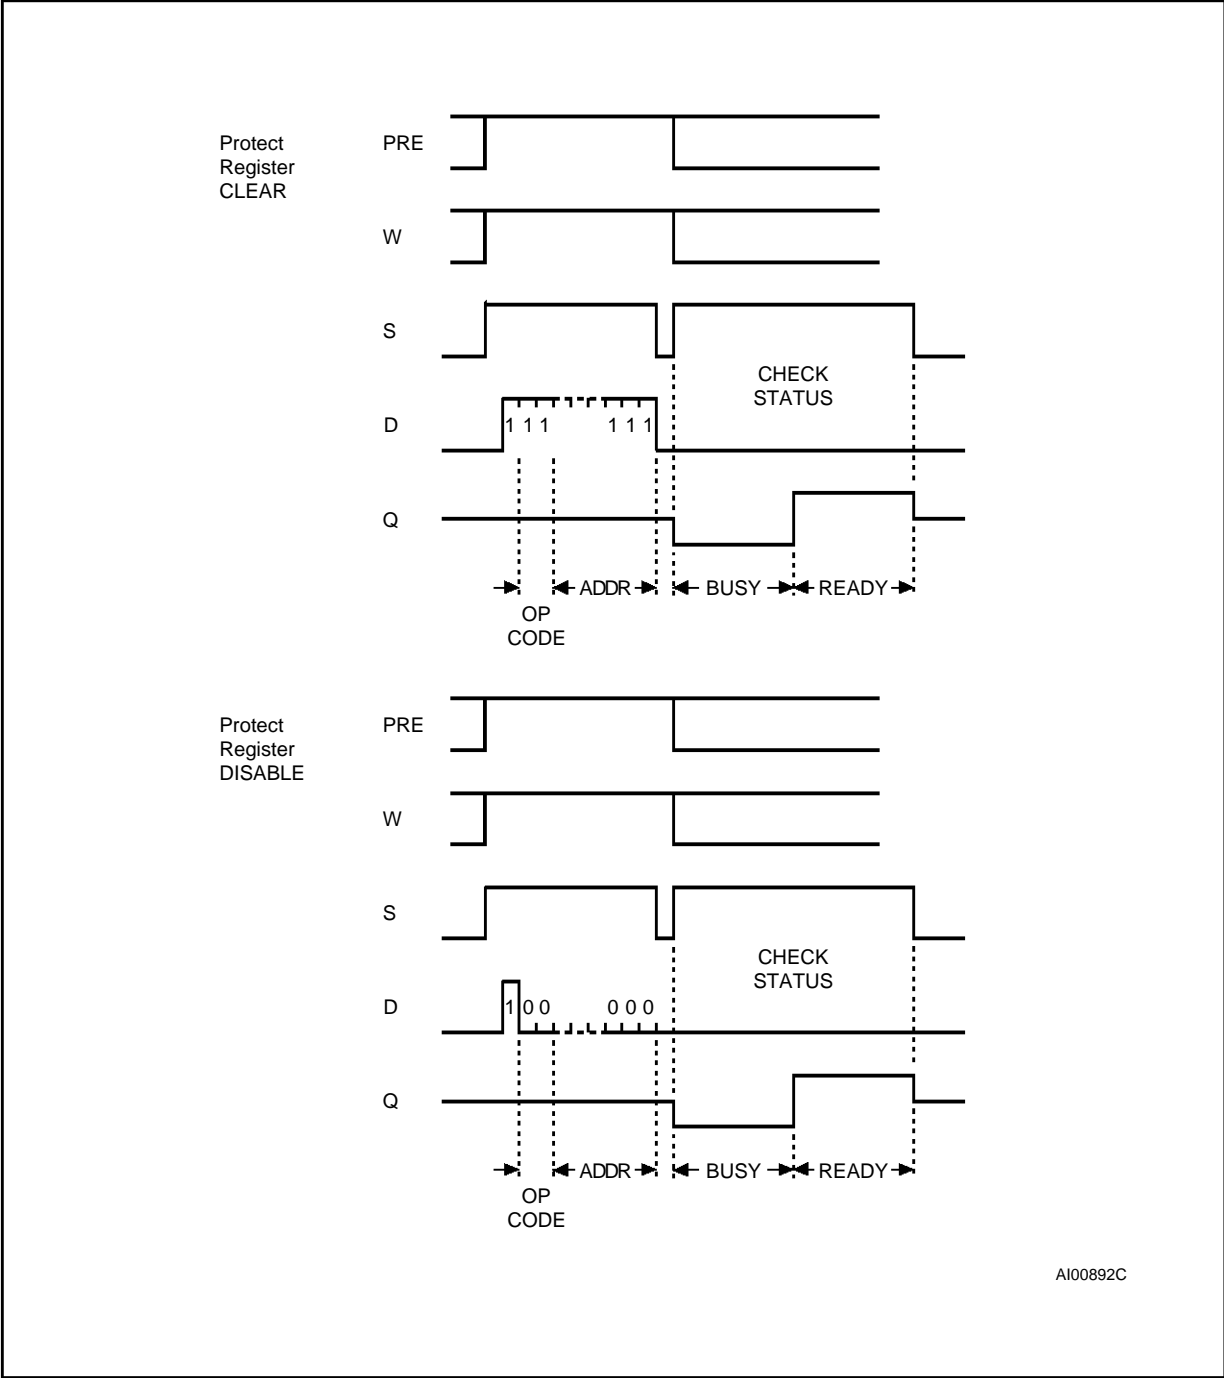 Protect
Register
CLEAR
PRE
W
S
CHECK
STATUS
D
1 1 1 1 1 1
Q
ADDR BUSY READY
OP
CODE
Protect
Register
DISABLE
PRE
W
S
CHECK
STATUS
D
1 0 0 0 0 0
Q
ADDR BUSY READY
OP
CODE
AI00892C